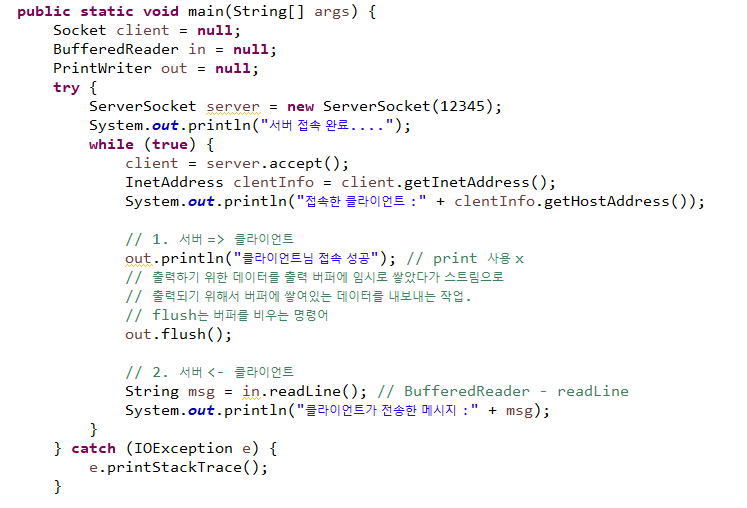 public static void main(String[] args) {
    Socket client = null;
    BufferedReader in = null;
    PrintWriter out = null;
    try {
        ServerSocket server = new ServerSocket(12345);
        System.out.println("서버 접속 완료....");
        while (true) {
            client = server.accept();
            InetAddress clentInfo = client.getInetAddress();
            System.out.println("접속한 클라이언트 :" + clentInfo.getHostAddress());

            // 1. 서버 => 클라이언트
            out.println("클라이언트님 접속 성공"); // print 사용 x
            // 출력하기 위한 데이터를 출력 버퍼에 임시로 쌓았다가 스트림으로
            // 출력되기 위해서 버퍼에 쌓여있는 데이터를 내보내는 작업.
            // flush는 버퍼를 비우는 명령어
            out.flush();

            // 2. 서버 <- 클라이언트
            String msg = in.readLine(); // BufferedReader - readLine
            System.out.println("클라이언트가 전송한 메시지 :" + msg);
        }
    } catch (IOException e) {
        e.printStackTrace();
    }